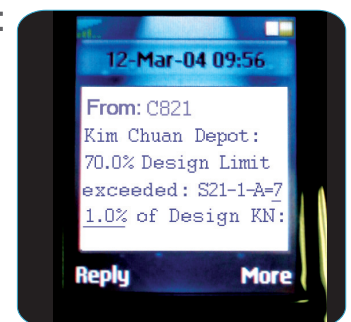 12-Mar-04 09:56
From: C821
Kim Chuan Depot:
70.0% Design Limit
exceeded: S21-1-A=7
1.0% of Design KN:
Reply More